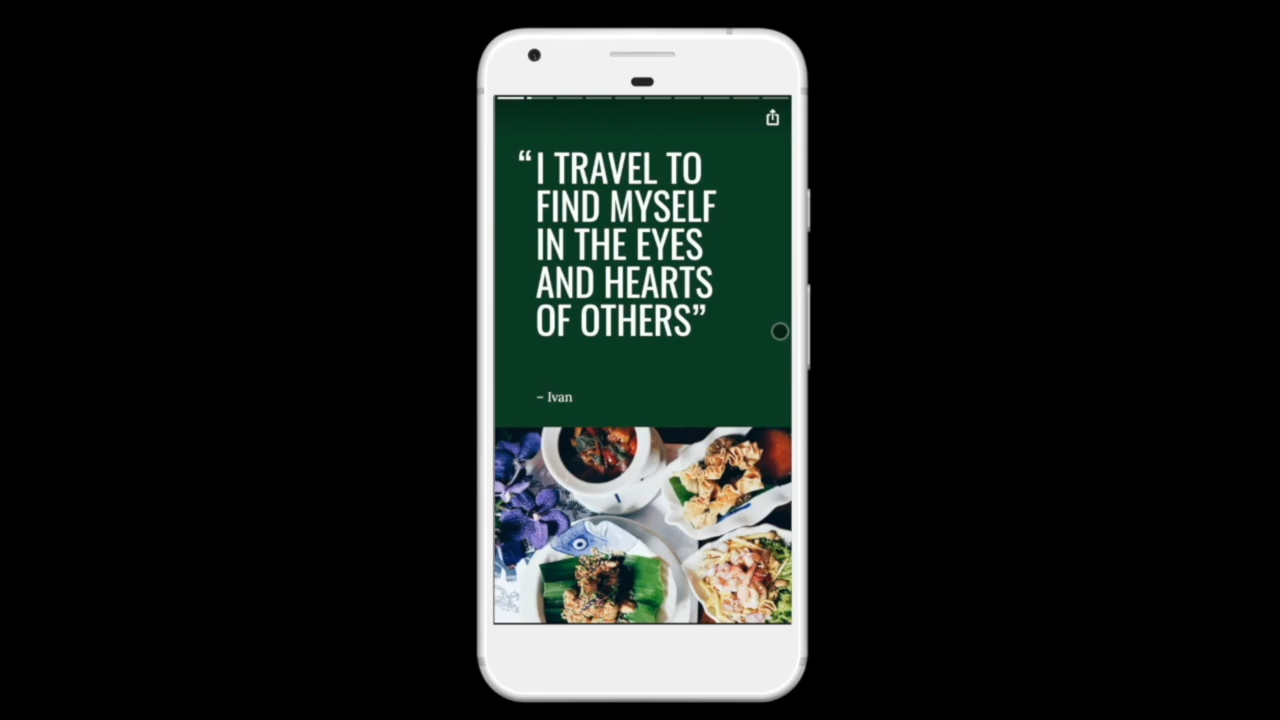 “I TRAVEL TO
FIND MYSELF
IN THE EYES
AND HEARTS
OF OTHERS”
– Ivan